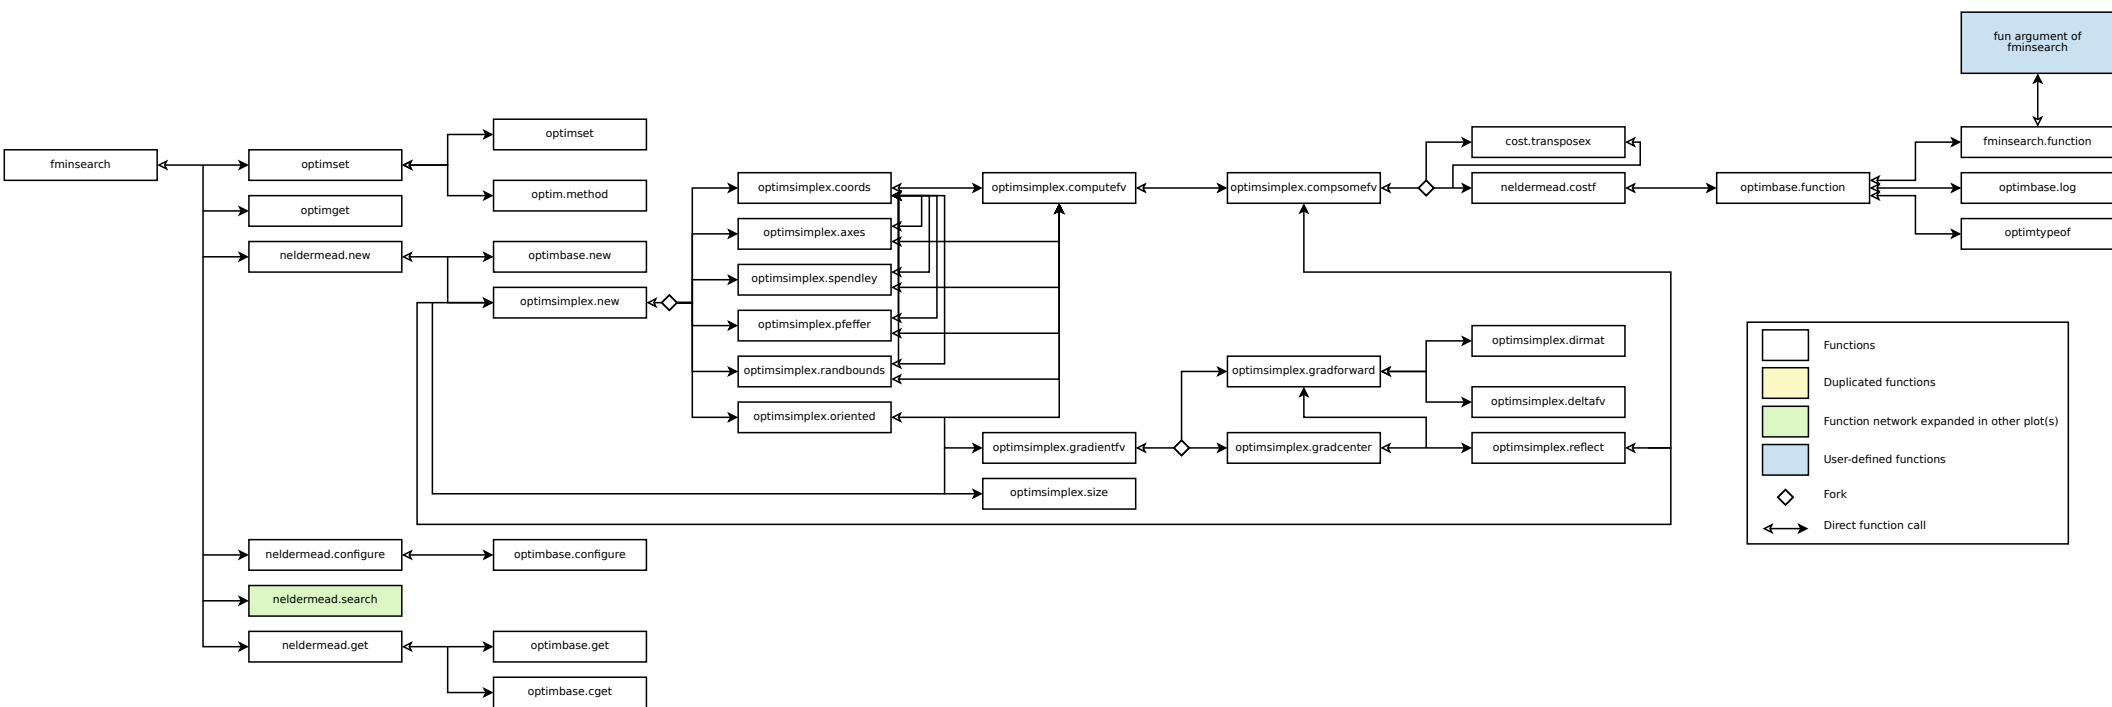 fun argument of
fminsearch
optimset
cost.transposex
fminsearch.function
fminsearch
optimset
optimsimplex.coords
optimsimplex.computefv
optimsimplex.compsomefv
neldermead.costf
optimbase.function
optimbase.log
optim.method
optimget
optimsimplex.axes
optimtypeof
neldermead.new
optimbase.new
optimsimplex.spendley
optimsimplex.new
optimsimplex.pfeffer
optimsimplex.dirmat
Functions
optimsimplex.randbounds
optimsimplex.gradforward
Duplicated functions
optimsimplex.deltafv
optimsimplex.oriented
Function network expanded in other plot(s)
optimsimplex.gradientfv
optimsimplex.gradcenter
optimsimplex.reflect
User-defined functions
optimsimplex.size
Fork
Direct function call
neldermead.configure
optimbase.configure
neldermead.search
neldermead.get
optimbase.get
optimbase.cget